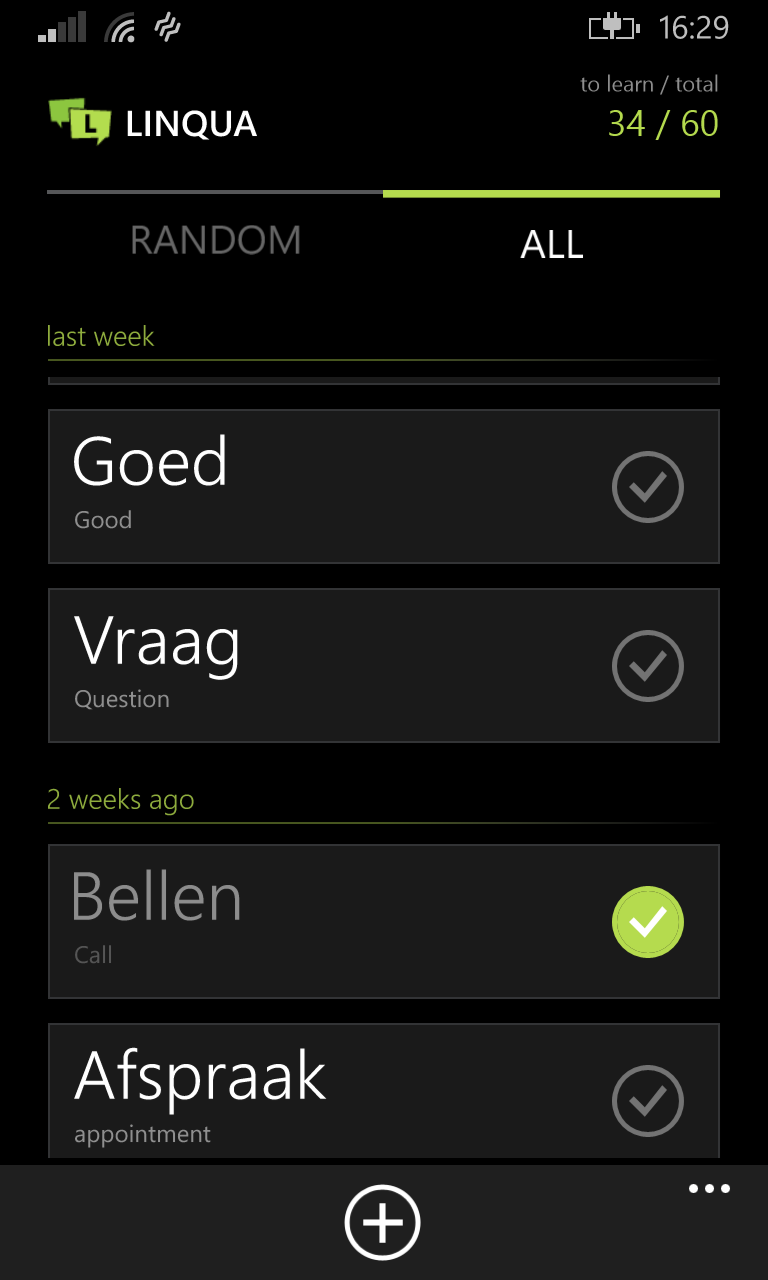 16:29
to learn / total
L LINQUA
34 / 60
RANDOM
ALL
last week
Goed
Good
Vraag
Question
2 weeks ago
Bellen
Call
Afspraak
appointment